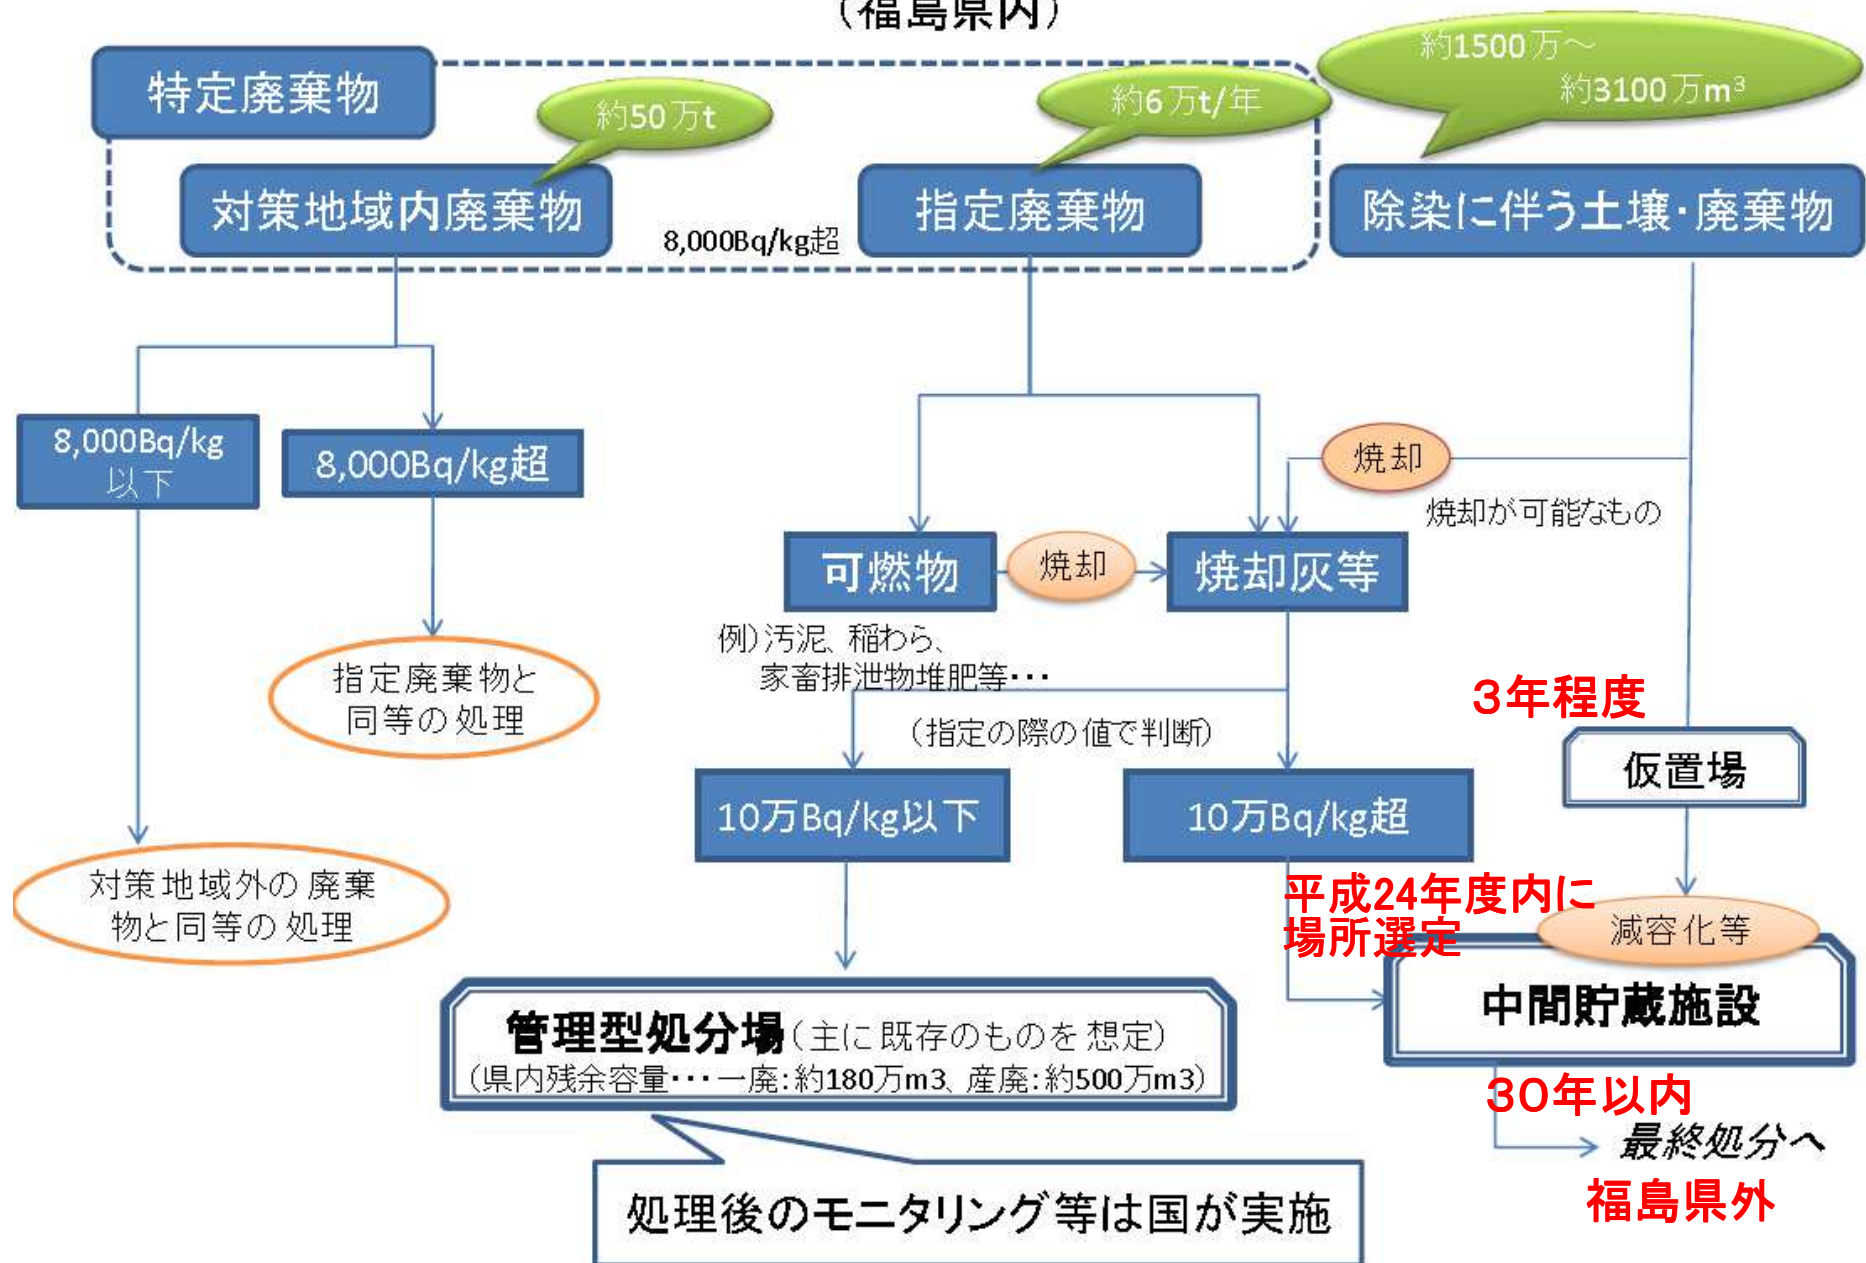 （福島県内）
特定廃棄物
約50万t
約6万t/年
約1500万～
約3100万m³
対策地域内廃棄物
8,000Bq/kg超
指定廃棄物
除染に伴う土壌・廃棄物
8,000Bq/kg
以下
8,000Bq/kg超
焼却
焼却が可能なもの
可燃物
焼却
焼却灰等
例）汚泥、稲わら、
家畜排泄物堆肥等・・・
指定廃棄物と
同等の処理
（指定の際の値で判断）
3年程度
仮置場
10万Bq/kg以下
10万Bq/kg超
対策地域外の廃棄
物と同等の処理
平成24年度内に
場所選定
減容化等
中間貯蔵施設
管理型処分場（主に既存のものを想定）
（県内残余容量・・・一廃：約180万m3、産廃：約500万m3）
30年以内
最終処分へ
福島県外
処理後のモニタリング等は国が実施